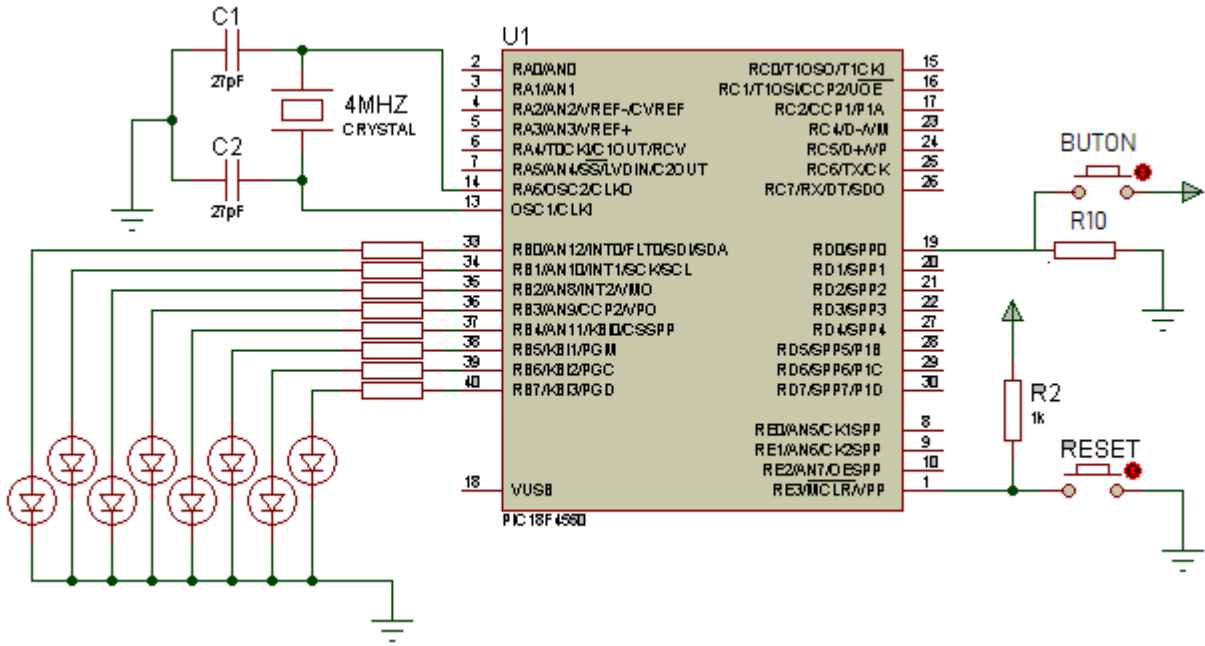 C1
27pF
4MHZ
CRYSTAL
C2
27pF
U1
2 RA0/AN0
3 RA1/AN1
4 RA2/AN2/VREF-/CVREF
5 RA3/AN3/VREF+
6 RA4/T0CKI/C1OUT/RCV
7 RA5/AN4/SS/LVDIN/C2OUT
14 RA6/OSC2/CLKO
13 OSC1/CLKI
33 RB0/AN12/INT0/FLT0/SDI/SDA
34 RB1/AN10/INT1/SCK/SCL
35 RB2/AN8/INT2/VMO
36 RB3/AN9/CCP2/VPO
37 RB4/AN11/KBI0/CSSPP
38 RB5/KBI1/PGM
39 RB6/KBI2/PGC
40 RB7/KBI3/PGD
18 VUSB
RC0/T1OSO/T1CKI 15
RC1/T1OSI/CCP2/UOE 16
RC2/CCP1/P1A 17
RC4/D-/VM 23
RC5/D+/VP 24
RC6/TX/CK 25
RC7/RX/DT/SDO 26
RD0/SPP0 19
RD1/SPP1 20
RD2/SPP2 21
RD3/SPP3 22
RD4/SPP4 27
RD5/SPP5/P1B 28
RD6/SPP6/P1C 29
RD7/SPP7/P1D 30
RE0/AN5/CK1SPP 8
RE1/AN6/CK2SPP 9
RE2/AN7/OESPP 10
RE3/MCLR/VPP 1
PIC18F4550
BUTON
R10
R2
1k
RESET